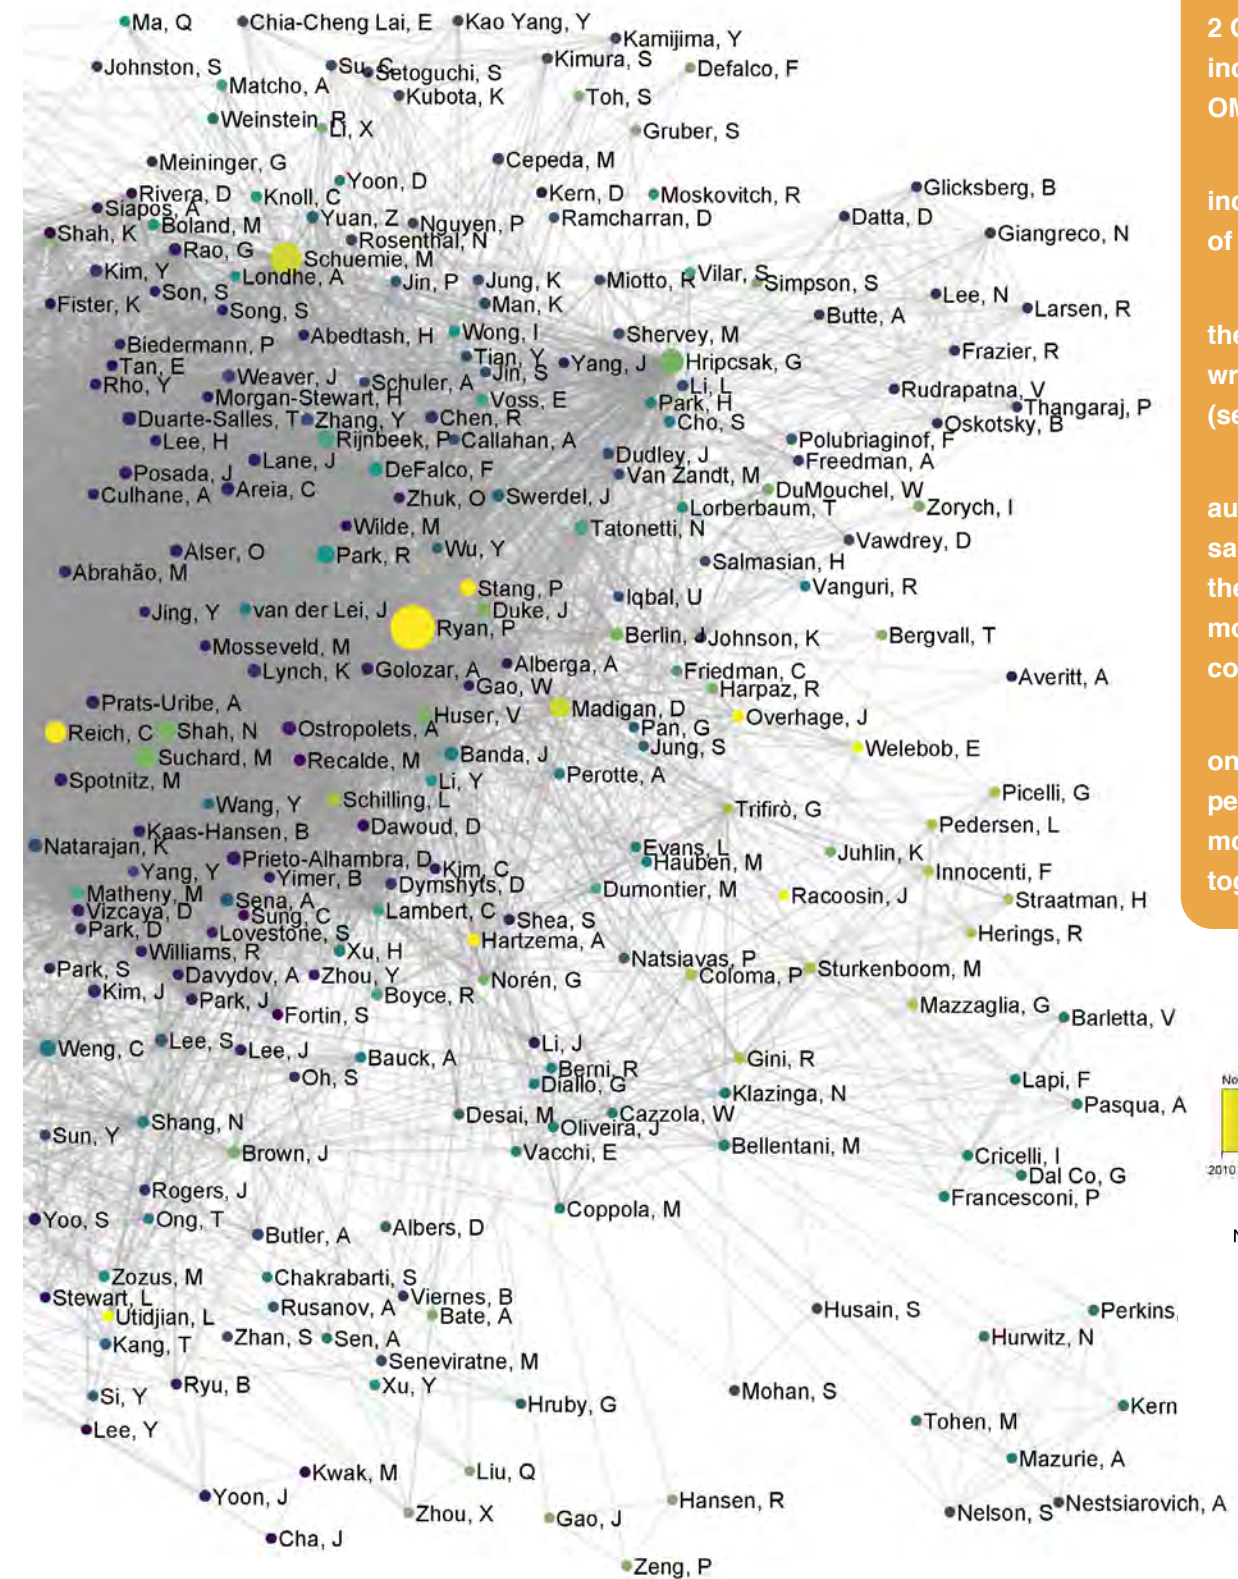 Ma, Q
Chia-Cheng Lai, E
Kao Yang, Y
Kamijima, Y
Johnston, S
Su, C
Setoguchi, S
Kimura, S
Defalco, F
Matcho, A
Kubota, K
Toh, S
Weinstein, R
Li, X
Gruber, S
Meininger, G
Cepeda, M
Rivera, D
Knoll, C
Yoon, D
Kern, D
Moskovitch, R
Glicksberg, B
Siapos, A
Boland, M
Yuan, Z
Nguyen, P
Ramcharran, D
Datta, D
Shah, K
Rao, G
Rosenthal, N
Giangreco, N
Schuemie, M
Kim, Y
Londhe, A
Jin, P
Jung, K
Miotto, R
Vilar, S
Simpson, S
Son, S
Fister, K
Song, S
Man, K
Lee, N
Larsen, R
Butte, A
Biedermann, P
Abedtash, H
Wong, I
Shervey, M
Tan, E
Tian, Y
Yang, J
Hripcsak, G
Frazier, R
Rho, Y
Weaver, J
Schuler, A
Jin, S
Li, L
Rudrapatna, V
Morgan-Stewart, H
Voss, E
Park, H
Thangaraj, P
Duarte-Salles, T
Zhang, Y
Chen, R
Cho, S
Oskotsky, B
Lee, H
Rijnbeek, P
Callahan, A
Polubriaginof, F
Lane, J
Dudley, J
Freedman, A
Posada, J
DeFalco, F
Van Zandt, M
Culhane, A
Areia, C
Zhuk, O
Swerdel, J
DuMouchel, W
Lorberbaum, T
Zorych, I
Wilde, M
Tatonetti, N
Alser, O
Park, R
Wu, Y
Vawdrey, D
Abrahão, M
Salmasian, H
Stang, P
Vanguri, R
Jing, Y
van der Lei, J
Duke, J
Iqbal, U
Ryan, P
Mosseveld, M
Berlin, J
Johnson, K
Bergvall, T
Lynch, K
Golozar, A
Alberga, A
Friedman, C
Averitt, A
Gao, W
Harpaz, R
Prats-Uribe, A
Huser, V
Madigan, D
Overhage, J
Reich, C
Shah, N
Ostropolets, A
Pan, G
Suchard, M
Recalde, M
Banda, J
Jung, S
Welebob, E
Spotnitz, M
Li, Y
Perotte, A
Wang, Y
Schilling, L
Trifirò, G
Picelli, G
Kaas-Hansen, B
Dawoud, D
Pedersen, L
Natarajan, K
Prieto-Alhambra, D
Evans, L
Juhlin, K
Yang, Y
Yimer, B
Kim, C
Hauben, M
Innocenti, F
Matheny, M
Sena, A
Dymshyts, D
Dumontier, M
Racoosin, J
Straatman, H
Vizcaya, D
Sung, C
Lambert, C
Shea, S
Park, D
Lovestone, S
Hartzema, A
Herings, R
Williams, R
Xu, H
Natsiavas, P
Park, S
Davydov, A
Zhou, Y
Norén, G
Coloma, P
Sturkenboom, M
Kim, J
Park, J
Boyce, R
Mazzaglia, G
Fortin, S
Barletta, V
Weng, C
Lee, S
Lee, J
Bauck, A
Li, J
Gini, R
Oh, S
Berni, R
Diallo, G
Klazinga, N
Lapi, F
Pasqua, A
Sun, Y
Shang, N
Desai, M
Cazzola, W
Oliveira, J
Brown, J
Vacchi, E
Bellentani, M
Cricelli, I
Dal Co, G
Rogers, J
Francesconi, P
Yoo, S
Ong, T
Butler, A
Albers, D
Coppola, M
Zozus, M
Chakrabarti, S
Stewart, L
Utidjian, L
Rusanov, A
Viernes, B
Bate, A
Husain, S
Perkins,
Kang, T
Zhan, S
Sen, A
Hurwitz, N
Seneviratne, M
Si, Y
Ryu, B
Xu, Y
Hruby, G
Mohan, S
Kern
Lee, Y
Tohen, M
Mazurie, A
Kwak, M
Liu, Q
Yoon, J
Zhou, X
Gao, J
Hansen, R
Nelson, S
Nestsiarovich, A
Cha, J
Zeng, P
2
of
the
(se
on
No
2010
N